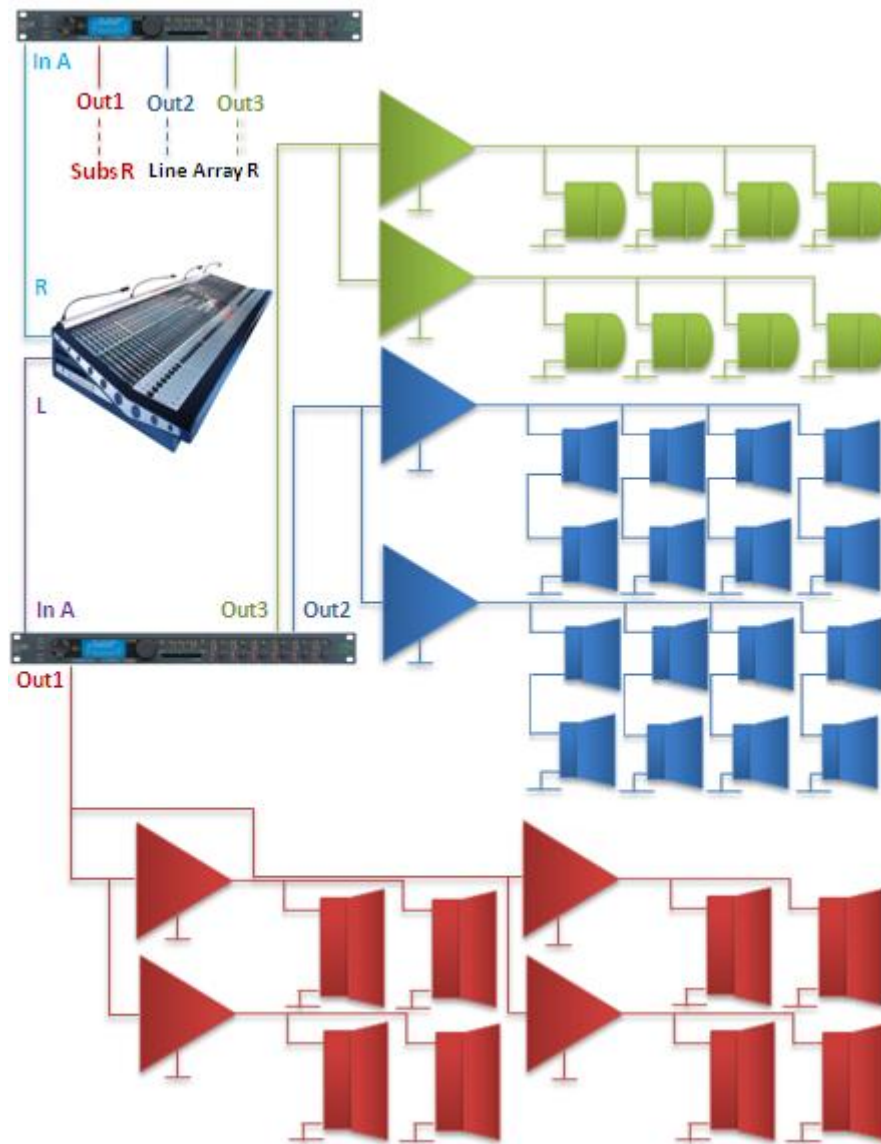 In A
Out1 Out2 Out3
Subs R Line Array R
R
L
In A Out3 Out2
Out1